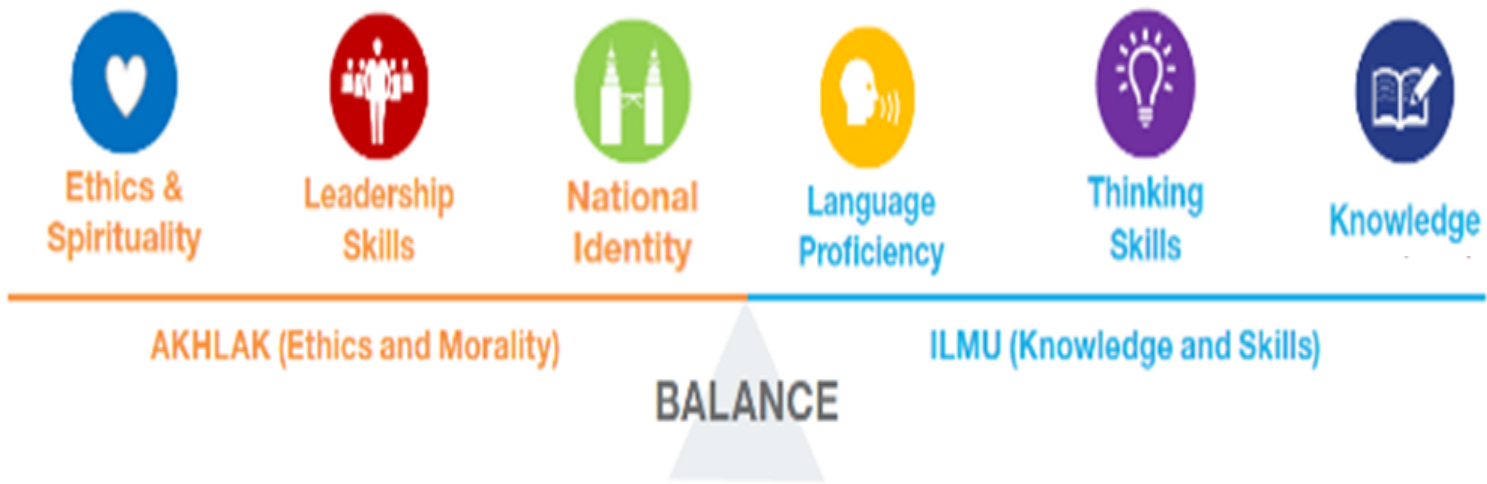 Ethics &
Spirituality
Leadership
Skills
National
Identity
Language
Proficiency
Thinking
Skills
Knowledge
AKHLAK (Ethics and Morality)
ILMU (Knowledge and Skills)
BALANCE